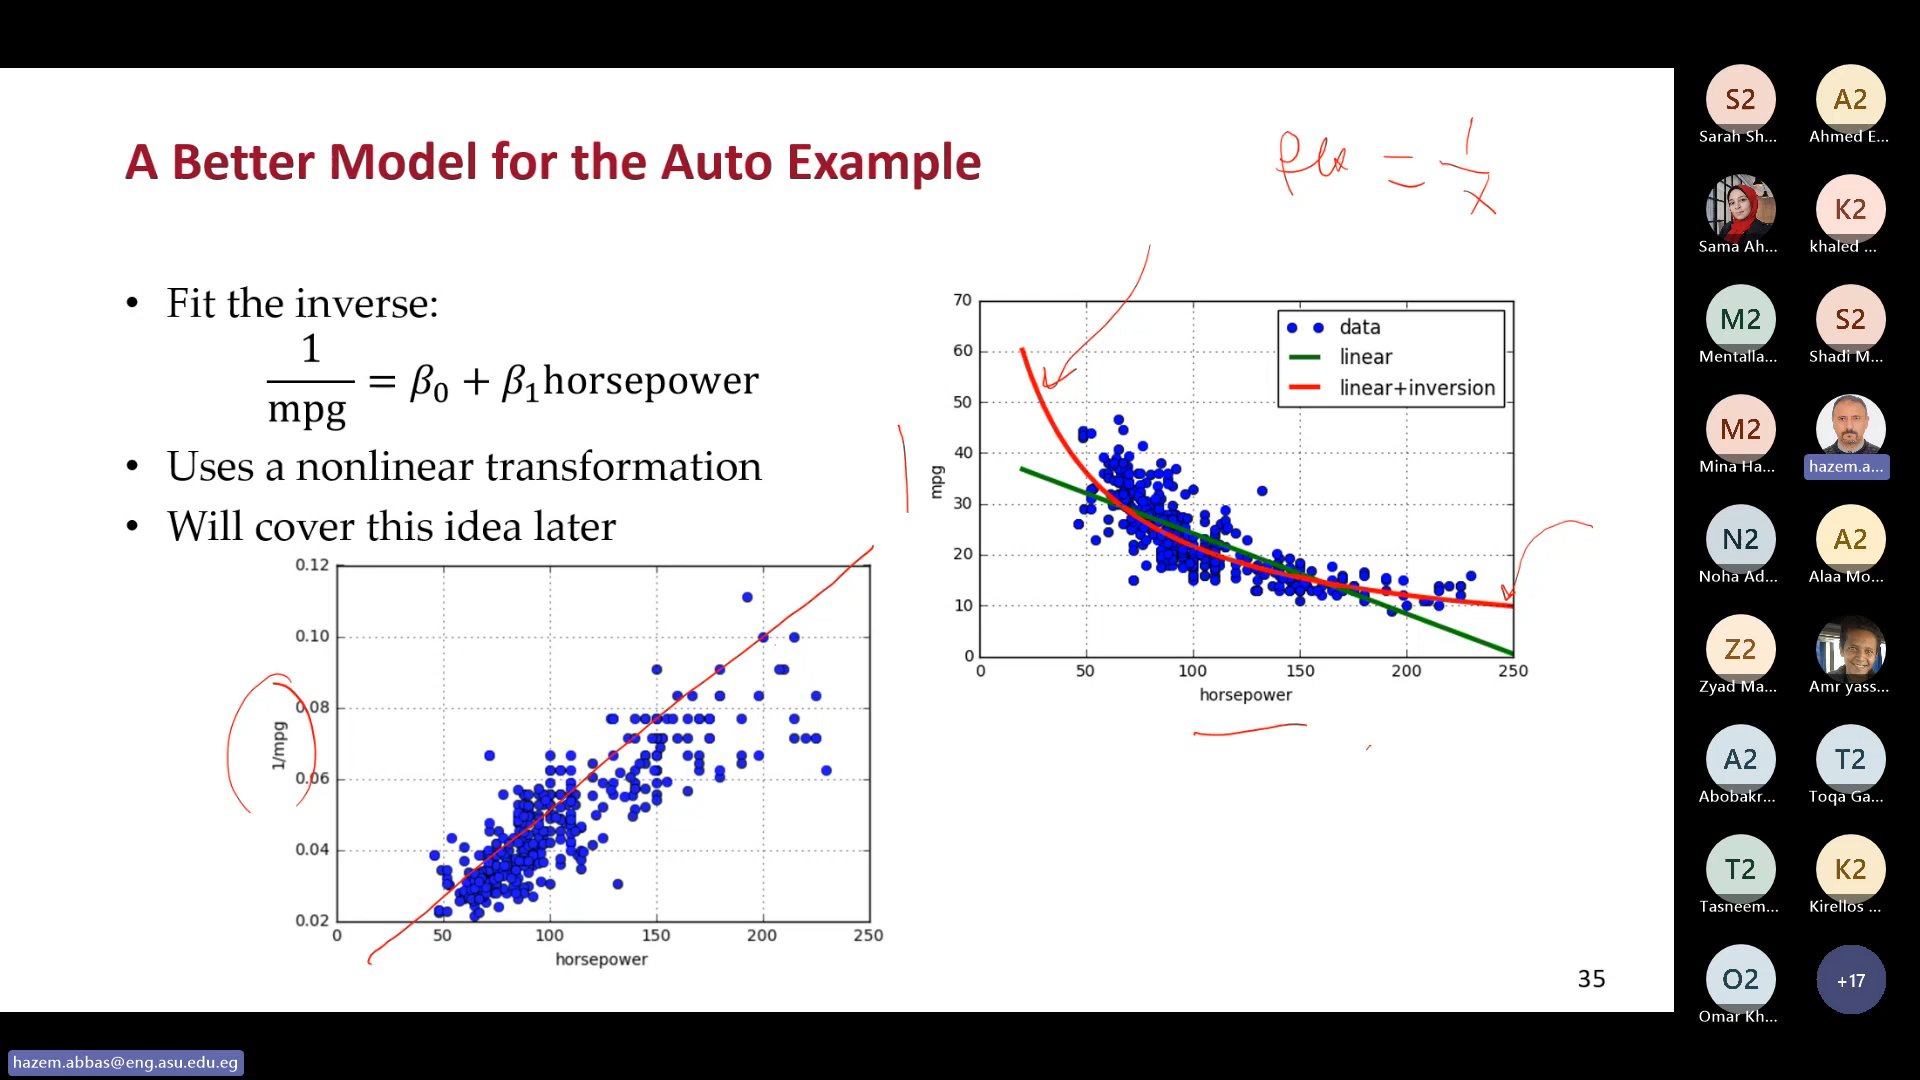 A Better Model for the Auto Example
• Fit the inverse:
1
mpg
= β0 + β1horsepower
• Uses a nonlinear transformation
• Will cover this idea later
0.12
0.10
0.08
0.06
0.04
0.02
1/mpg
0 50 100 150 200 250
horsepower
= 1
x
70
60
50
40
30
20
10
0
mpg
data
linear
linear+inversion
0 50 100 150 200 250
horsepower
35
S2 A2
Sarah Sh... Ahmed E...
K2
Sama Ah... khaled ...
M2 S2
Mentalla... Shadi M...
M2
Mina Ha... hazem.a...
N2 A2
Noha Ad... Alaa Mo...
Z2
Zyad Ma... Amr yass...
A2 T2
Abobakr... Toqa Ga...
T2 K2
Tasneem... Kirellos ...
O2 +17
Omar Kh...
hazem.abbas@eng.asu.edu.eg